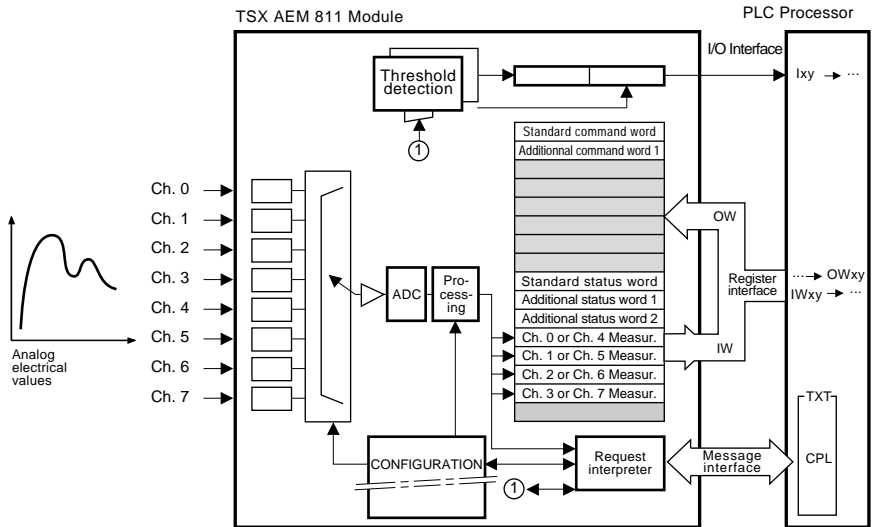 TSX AEM 811 Module
PLC Processor
I/O Interface
Threshold
detection
Ixy → ...
1
Standard command word
Additionnal command word 1
Ch. 0
Ch. 1
Ch. 2
Ch. 3
Ch. 4
Ch. 5
Ch. 6
Ch. 7
OW
ADC
Pro-
cess-
ing
Standard status word
Additional status word 1
Additional status word 2
Ch. 0 or Ch. 4 Measur.
Ch. 1 or Ch. 5 Measur.
Ch. 2 or Ch. 6 Measur.
Ch. 3 or Ch. 7 Measur.
Register
interface
... → OWxy
IWxy → ...
IW
Analog
electrical
values
CONFIGURATION
Request
interpreter
1
Message
interface
TXT
CPL